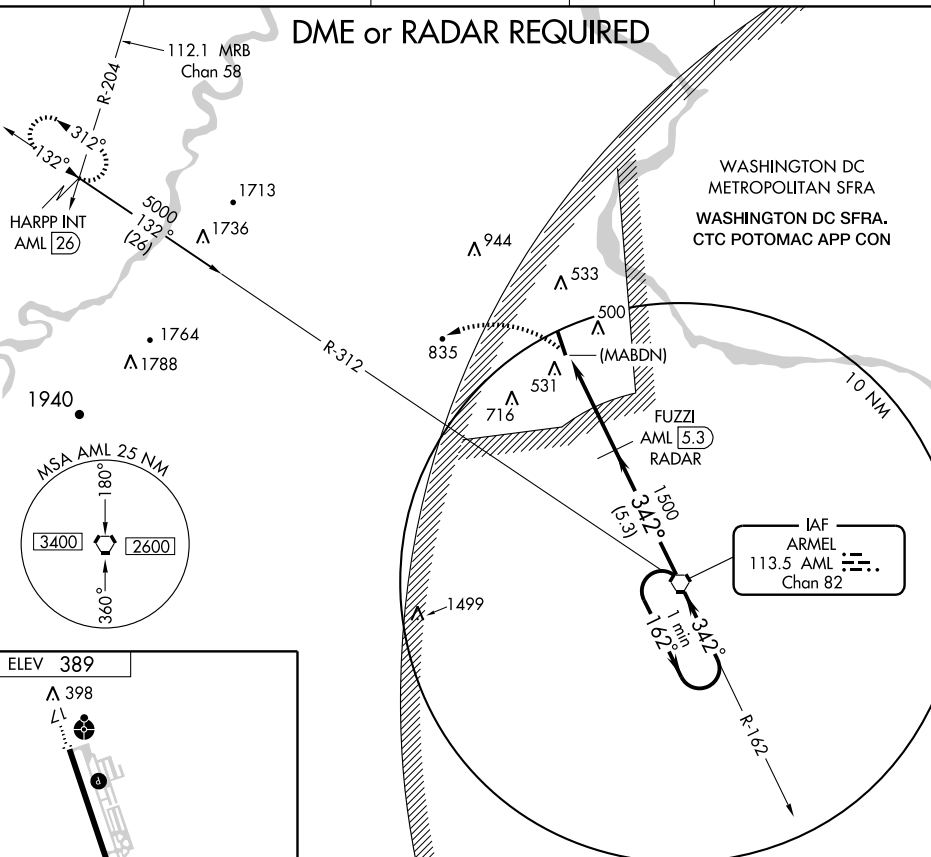 DME or RADAR REQUIRED
112.1 MRB
Chan 58
R-204
312°
132°
HARPP INT
AML 26
5000
132°
(26)
1713
1736
944
533
500
WASHINGTON DC
METROPOLITAN SFRA
WASHINGTON DC SFRA.
CTC POTOMAC APP CON
1764
1788
835
(MABDN)
531
716
R-312
10 NM
1940
FUZZI
AML 5.3
RADAR
MSA AML 25 NM
180°
3400
2600
360°
1500
342°
(5.3)
IAF
ARMEL
113.5 AML
Chan 82
1499
1 min
162°
342°
R-162
ELEV 389
398
17
P